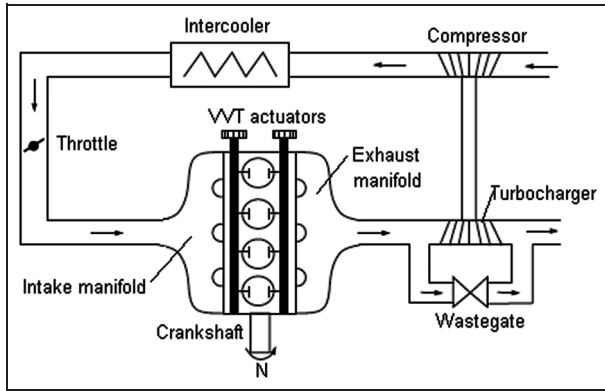 Intercooler
Compressor
VVT actuators
Throttle
Exhaust
manifold
Turbocharger
Intake manifold
Wastegate
Crankshaft
N